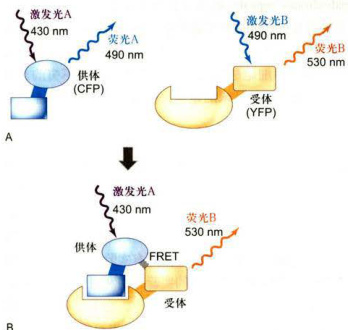 激发光A
430 nm
荧光A
490 nm
供体
(CFP)
激发光B
490 nm
荧光B
530 nm
受体
(YFP)
A
激发光A
430 nm
荧光B
530 nm
供体
FRET
受体
B